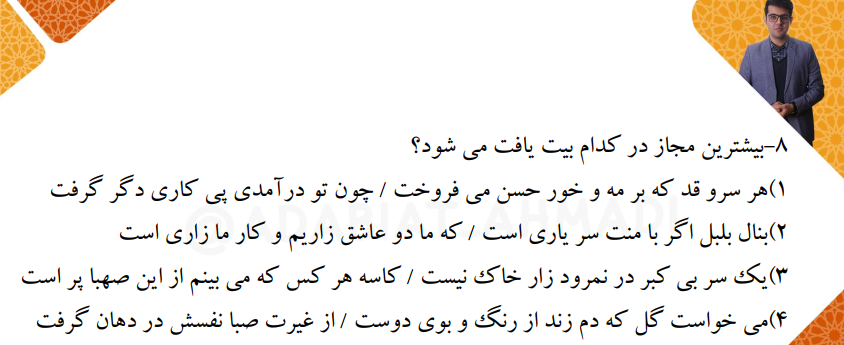 ۸-بیشترین مجاز در کدام بیت یافت می شود؟
۱)هر سرو قد که بر مه و خور حسن می فروخت / چون تو درآمدی پی کاری دگر گرفت
۲)بنال بلبل اگر با منت سر یاری است / که ما دو عاشق زاریم و کار ما زاری است
۳)یک سر بی کبر در نمرود زار خاک نیست / کاسه هر کس که می بینم از این صهبا پر است
۴)می خواست گل که دم زند از رنگ و بوی دوست / از غیرت صبا نفسش در دهان گرفت